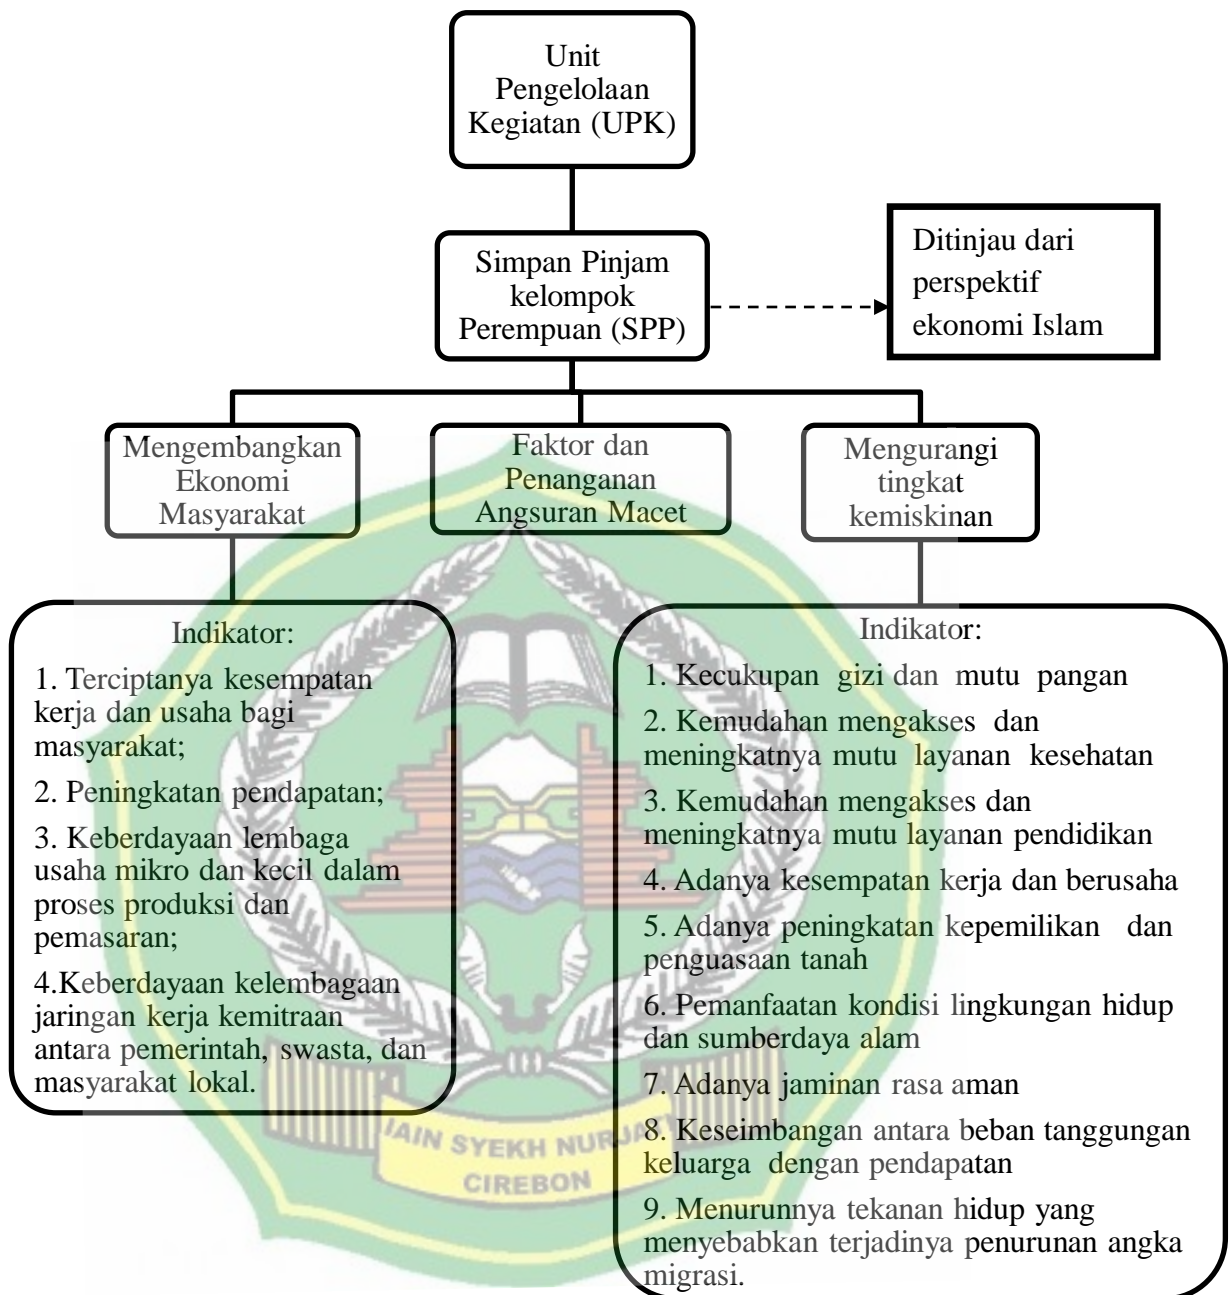 Unit
Pengelolaan
Kegiatan (UPK)
Simpan Pinjam
kelompok
Perempuan (SPP)
Ditinjau dari
perspektif
ekonomi Islam
Mengembangkan
Ekonomi
Masyarakat
Faktor dan
Penanganan
Angsuran Macet
Mengurangi
tingkat
kemiskinan
Indikator:
1. Terciptanya kesempatan
kerja dan usaha bagi
masyarakat;
2. Peningkatan pendapatan;
3. Keberdayaan lembaga
usaha mikro dan kecil dalam
proses produksi dan
pemasaran;
4.Keberdayaan kelembagaan
jaringan kerja kemitraan
antara pemerintah, swasta, dan
masyarakat lokal.
Indikator:
1. Kecukupan gizi dan mutu pangan
2. Kemudahan mengakses dan
meningkatnya mutu layanan kesehatan
3. Kemudahan mengakses dan
meningkatnya mutu layanan pendidikan
4. Adanya kesempatan kerja dan berusaha
5. Adanya peningkatan kepemilikan dan
penguasaan tanah
6. Pemanfaatan kondisi lingkungan hidup
dan sumberdaya alam
7. Adanya jaminan rasa aman
8. Keseimbangan antara beban tanggungan
keluarga dengan pendapatan
9. Menurunnya tekanan hidup yang
menyebabkan terjadinya penurunan angka
migrasi.
IAIN SYEKH NURJATI
CIREBON